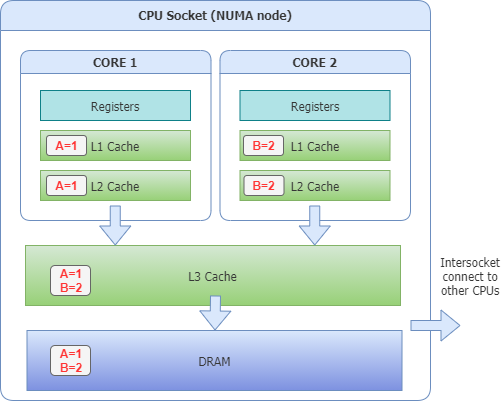 CPU Socket (NUMA node)
CORE 1
CORE 2
Registers
Registers
A=1 L1 Cache
B=2 L1 Cache
A=1 L2 Cache
B=2 L2 Cache
A=1
B=2
L3 Cache
Intersocket
connect to
other CPUs
A=1
B=2
DRAM